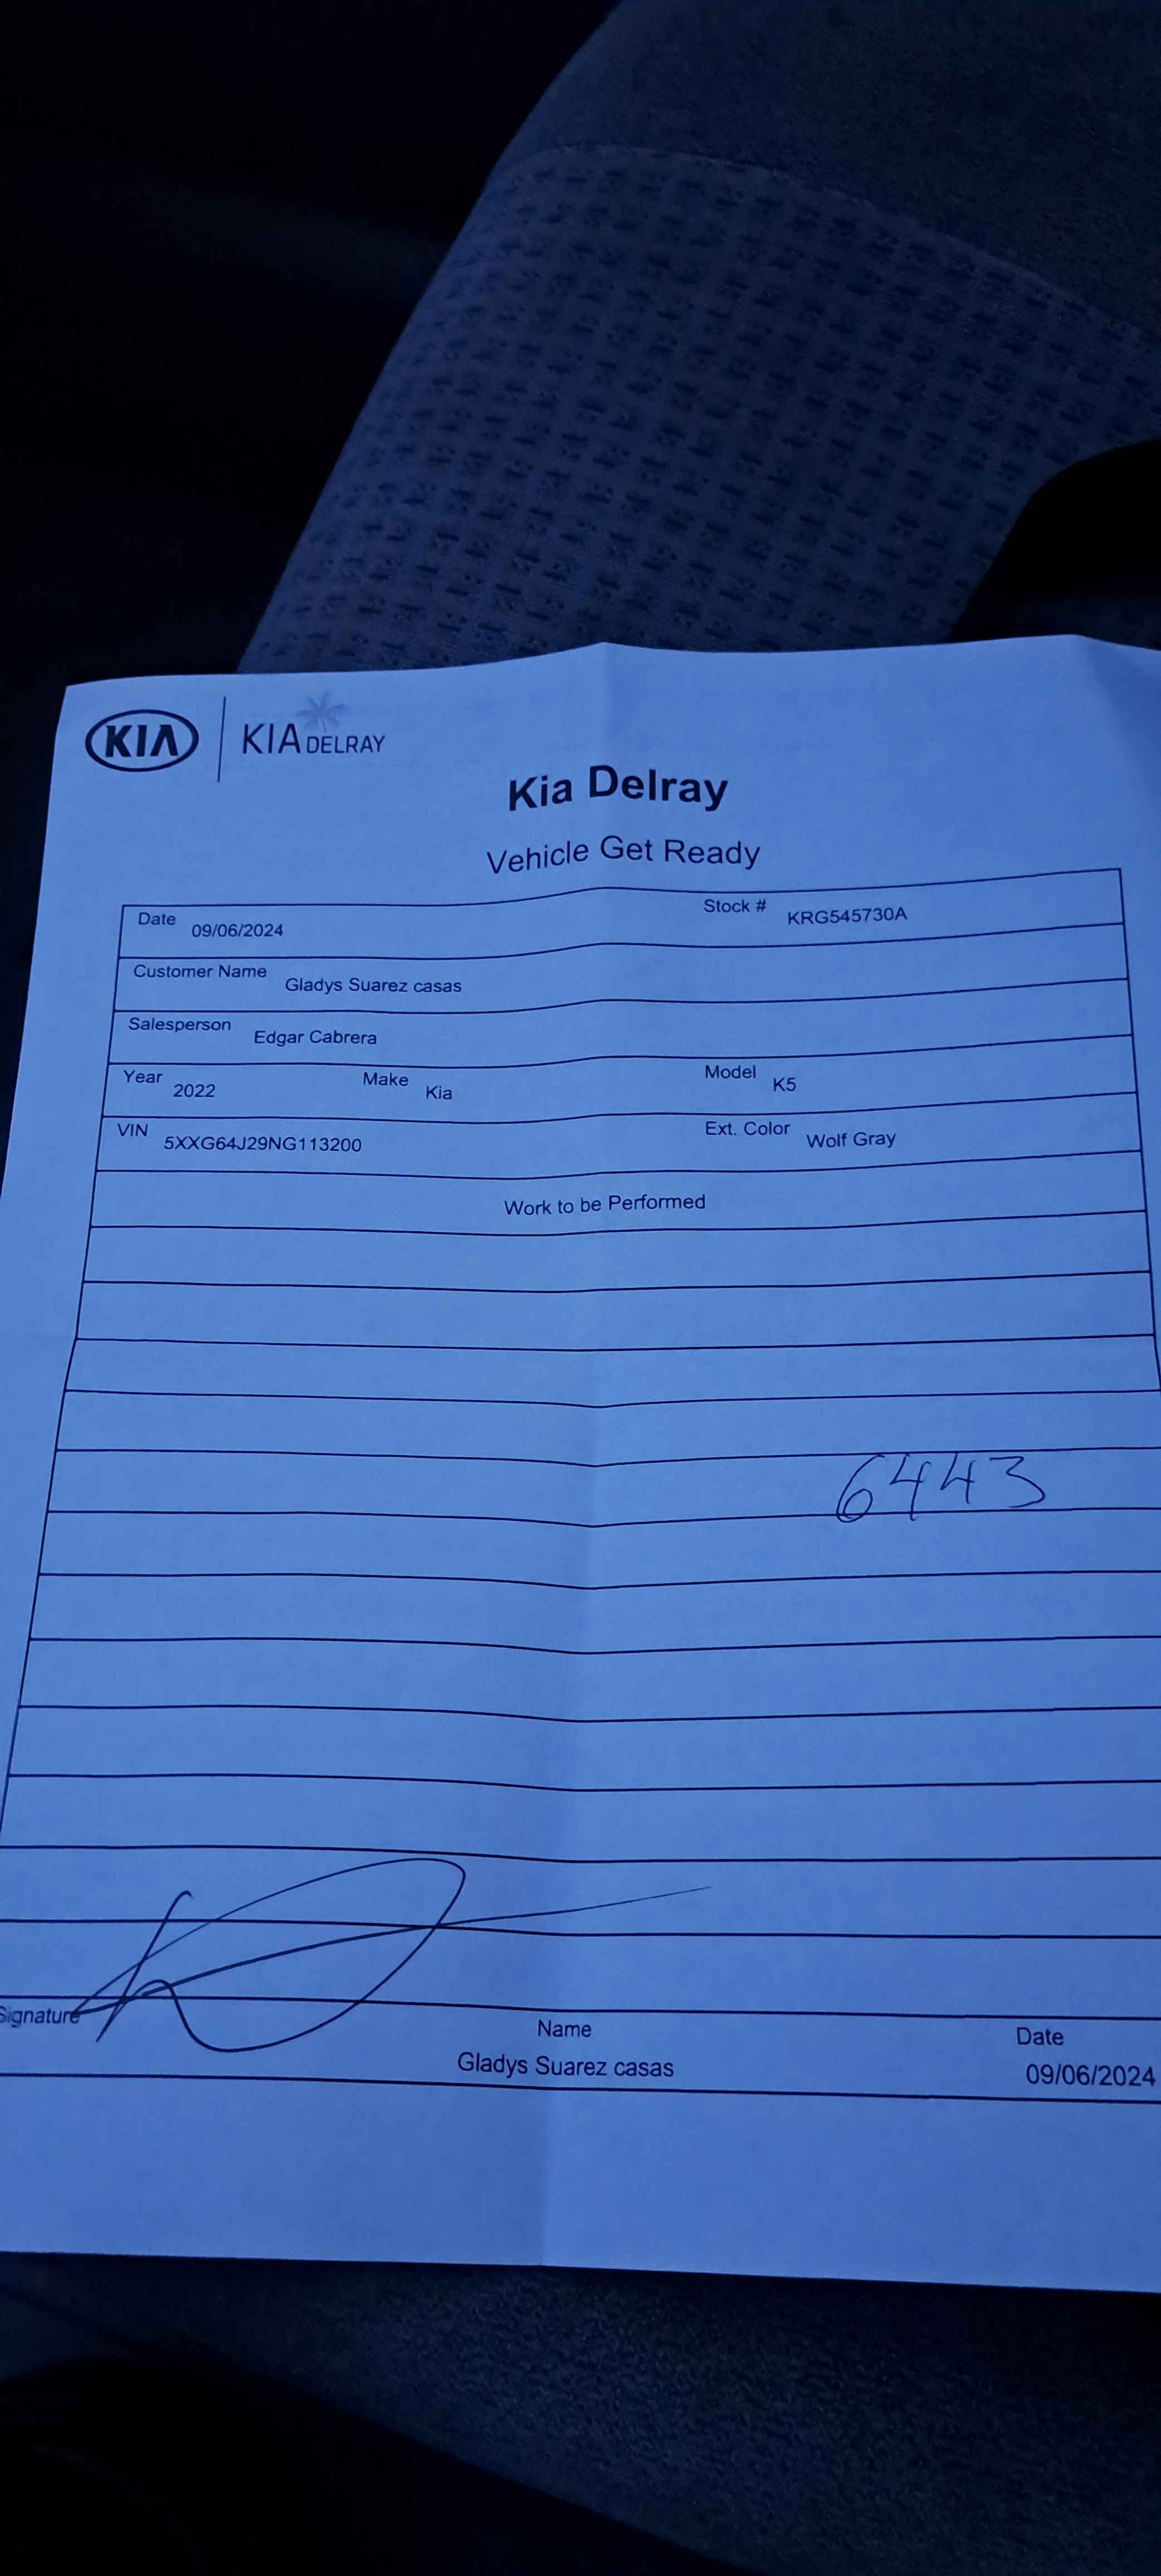 KIA KIA DELRAY
Kia Delray
Vehicle Get Ready
Date 09/06/2024 Stock # KRG545730A
Customer Name Gladys Suarez casas
Salesperson Edgar Cabrera
Year 2022 Make Kia Model K5
VIN 5XXG64J29NG113200 Ext. Color Wolf Gray
Work to be Performed
6443
Signature Name Date
Gladys Suarez casas 09/06/2024